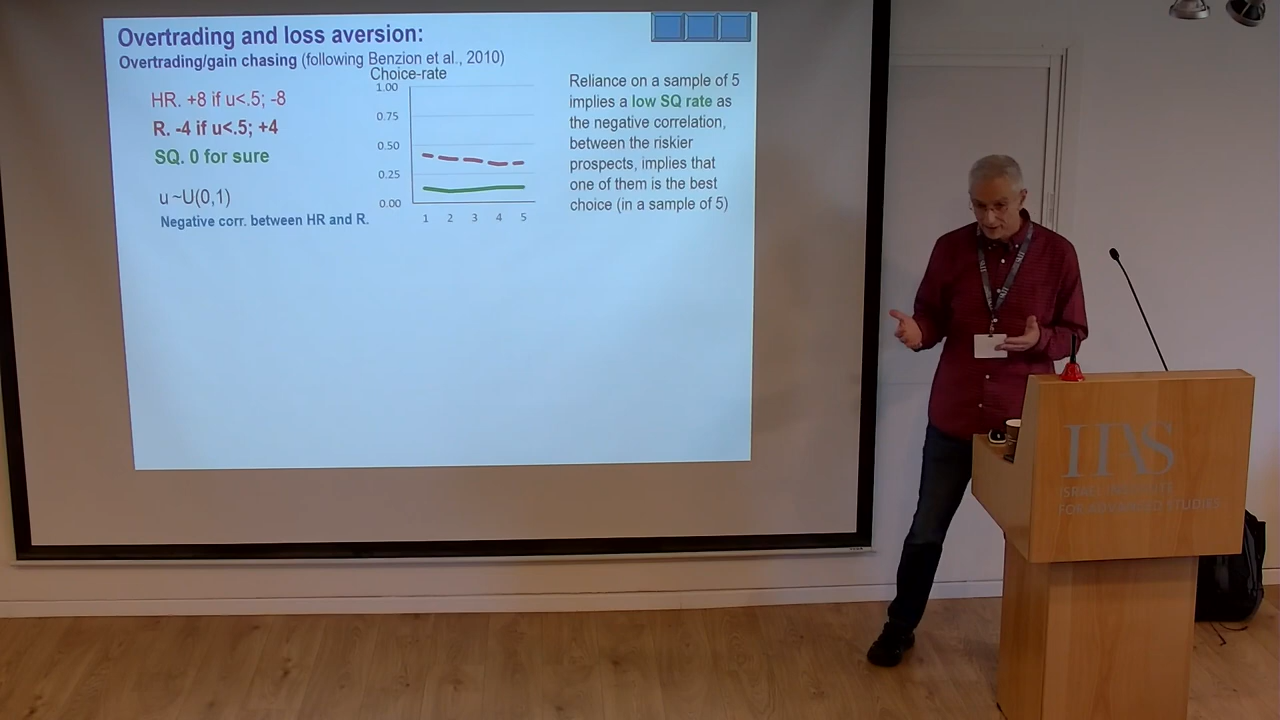 Overtrading and loss aversion:
Overtrading/gain chasing (following Benzion et al., 2010)
HR. +8 if u<.5; -8
R. -4 if u<.5; +4
SQ. 0 for sure
u ~U(0,1)
Negative corr. between HR and R.
Choice-rate
1.00
0.75
0.50
0.25
0.00
1 2 3 4 5
Reliance on a sample of 5
implies a low SQ rate as
the negative correlation,
between the riskier
prospects, implies that
one of them is the best
choice (in a sample of 5)
IIAS
ISRAEL INSTITUTE
FOR ADVANCED STUDIES